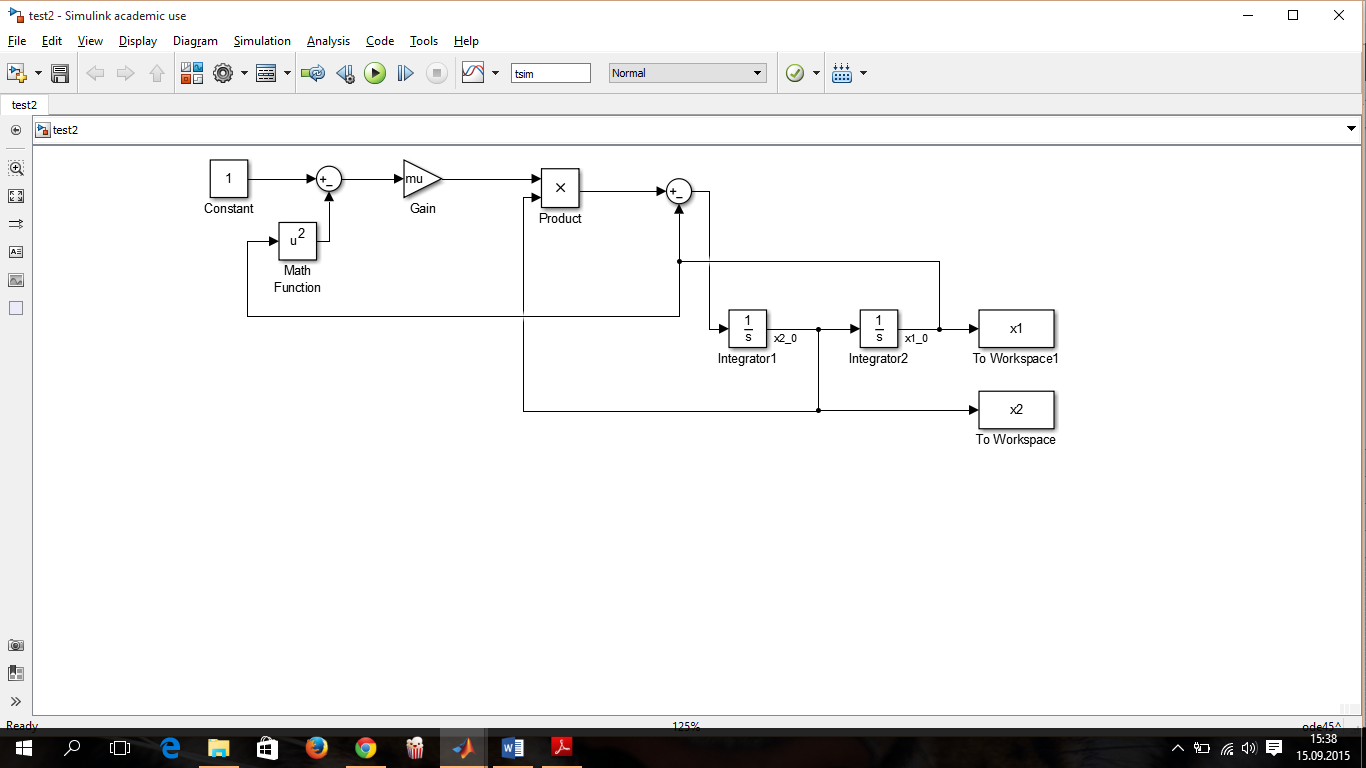 test2 - Simulink academic use
File Edit View Display Diagram Simulation Analysis Code Tools Help
tsim Normal
test2
test2
1
Constant
+
_
mu
Gain
×
Product
+
_
u2
Math
Function
1
s
x2_0
Integrator1
1
s
x1_0
Integrator2
x1
To Workspace1
x2
To Workspace
Ready 125% ode45^
15:38
15.09.2015